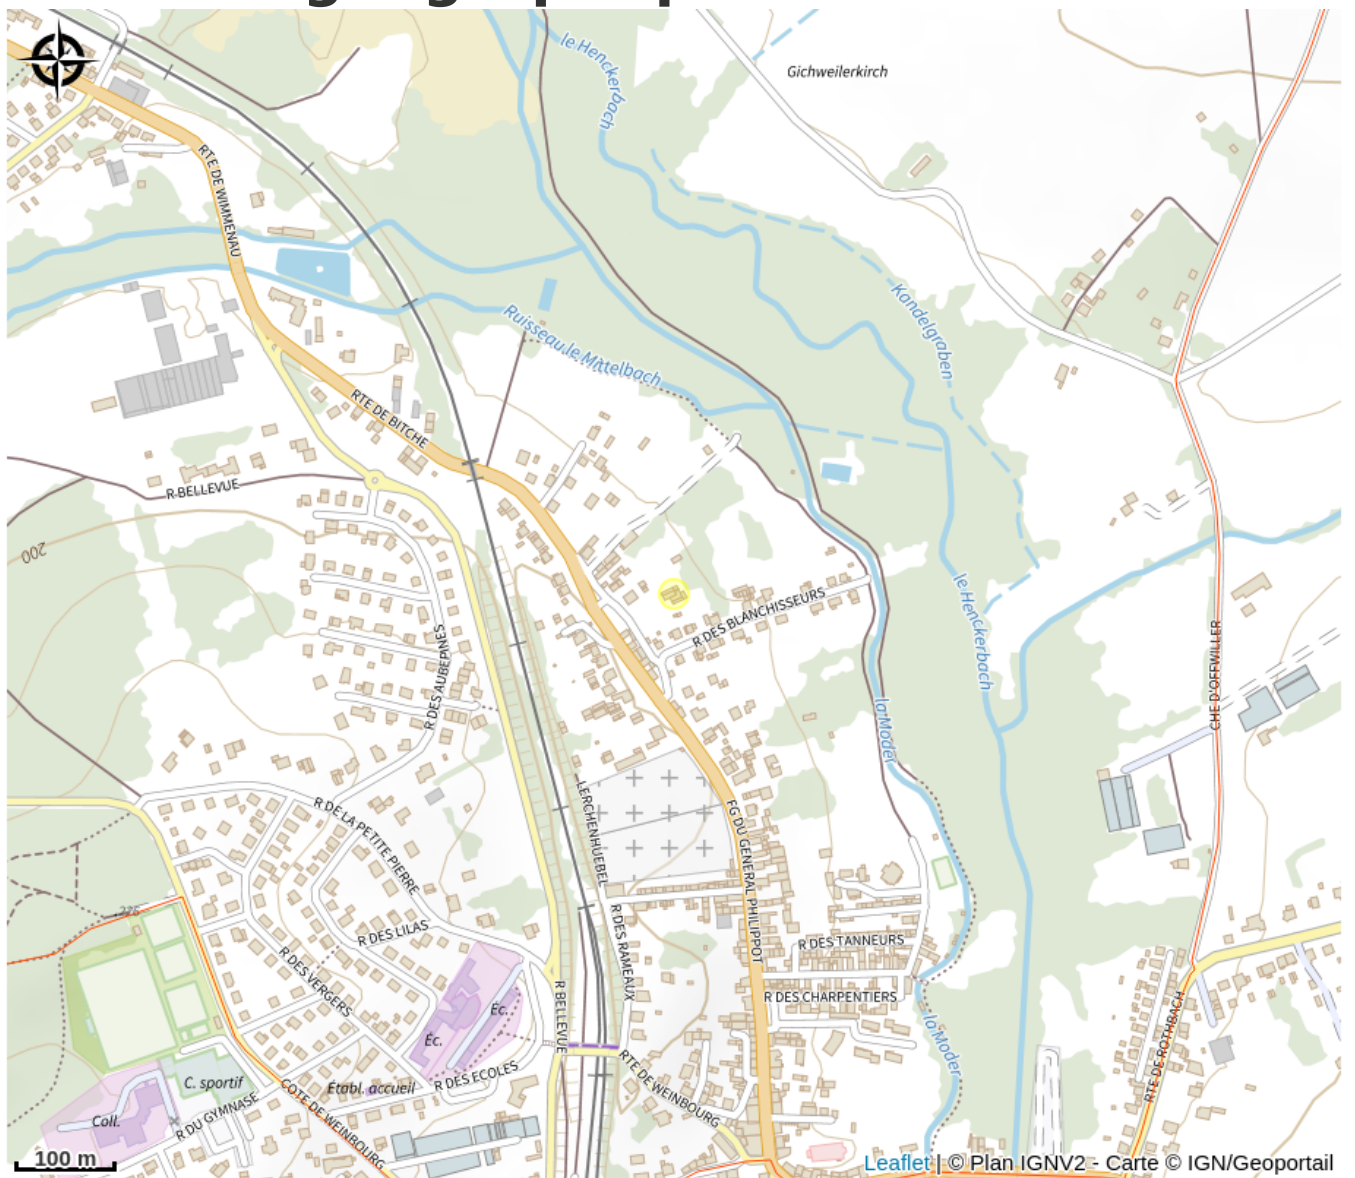 le Henckerbach
Gichweilerkirch
RTE DE WIMMENAU
Kandelgraben
Ruisseau le Mittelbach
RTE DE BITCHE
R BELLEVUE
200
le Henckerbach
R DES BLANCHISSEURS
CHE D'OFFWILLER
R DES AUBEPINES
la Moder
LERCHENHUEBEL
R DE LA PETITE PIERRE
FG DU GENERAL PHILIPPOT
R DES RAMEAUX
R DES LILAS
R DES TANNEURS
R DES VERGERS
R DES CHARPENTIERS
R BELLEVUE
Éc.
Éc.
la Moder
RTE DE ROTHBACH
C. sportif
Établ. accueil
R DES ECOLES
RTE DE WEINBOURG
Coll.
R DU GYMNASE
COTE DE WEINBOURG
100 m
Leaflet | © Plan IGNV2 - Carte © IGN/Geoportail